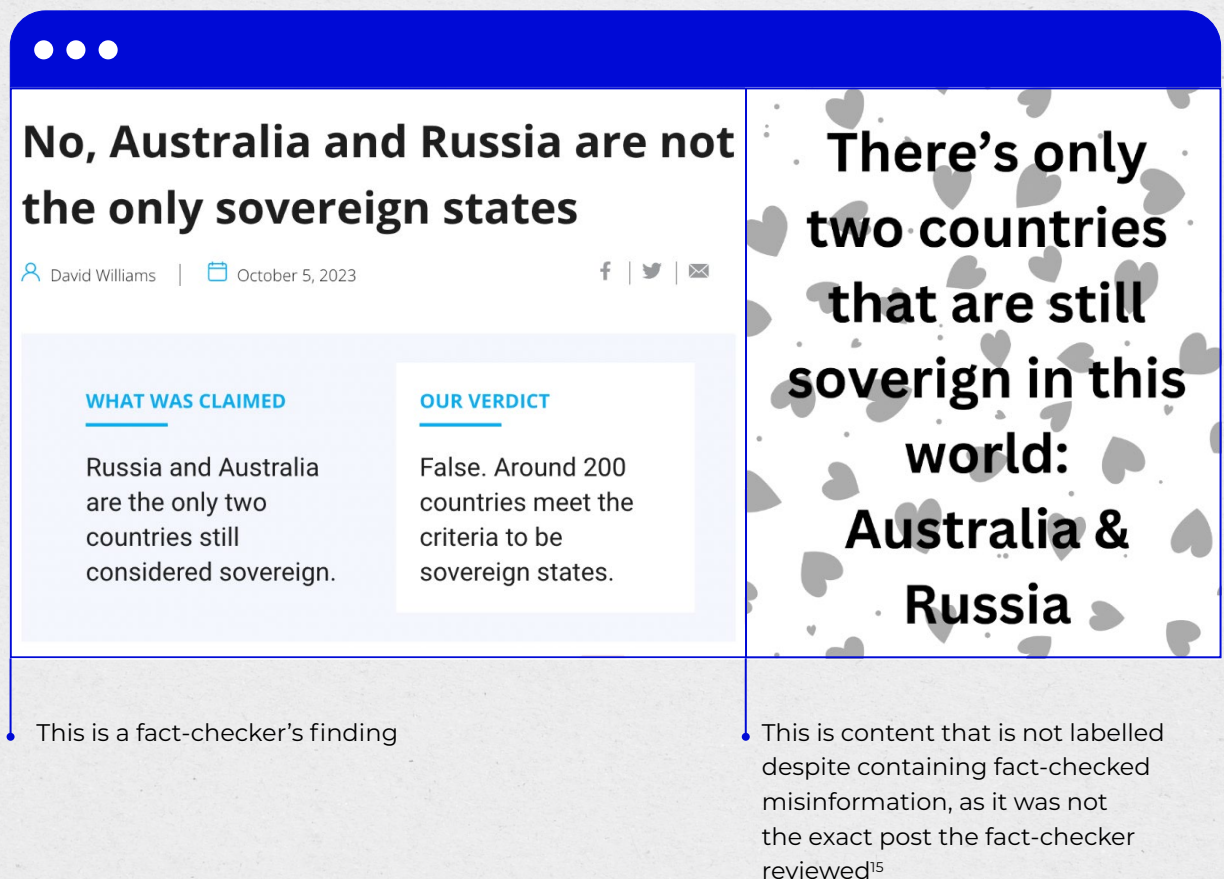 No, Australia and Russia are not
the only sovereign states
David Williams
October 5, 2023
WHAT WAS CLAIMED
Russia and Australia
are the only two
countries still
considered sovereign.
OUR VERDICT
False. Around 200
countries meet the
criteria to be
sovereign states.
There’s only
two countries
that are still
soverign in this
world:
Australia &
Russia
This is a fact-checker’s finding
This is content that is not labelled
despite containing fact-checked
misinformation, as it was not
the exact post the fact-checker
reviewed¹⁵